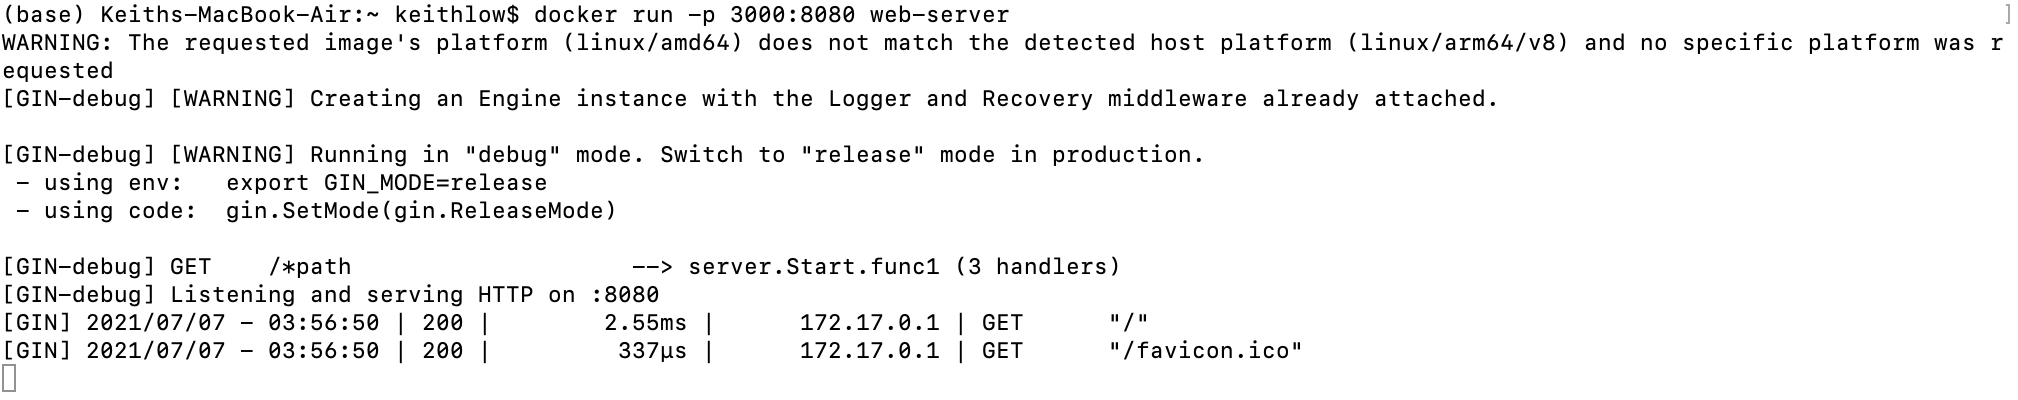 (base) Keiths-MacBook-Air:~ keithlow$ docker run -p 3000:8080 web-server ]
WARNING: The requested image's platform (linux/amd64) does not match the detected host platform (linux/arm64/v8) and no specific platform was r
equested
[GIN-debug] [WARNING] Creating an Engine instance with the Logger and Recovery middleware already attached.
[GIN-debug] [WARNING] Running in "debug" mode. Switch to "release" mode in production.
 - using env:   export GIN_MODE=release
 - using code:  gin.SetMode(gin.ReleaseMode)
[GIN-debug] GET    /*path                    --> server.Start.func1 (3 handlers)
[GIN-debug] Listening and serving HTTP on :8080
[GIN] 2021/07/07 - 03:56:50 | 200 |        2.55ms |      172.17.0.1 | GET      "/"
[GIN] 2021/07/07 - 03:56:50 | 200 |         337µs |      172.17.0.1 | GET      "/favicon.ico"